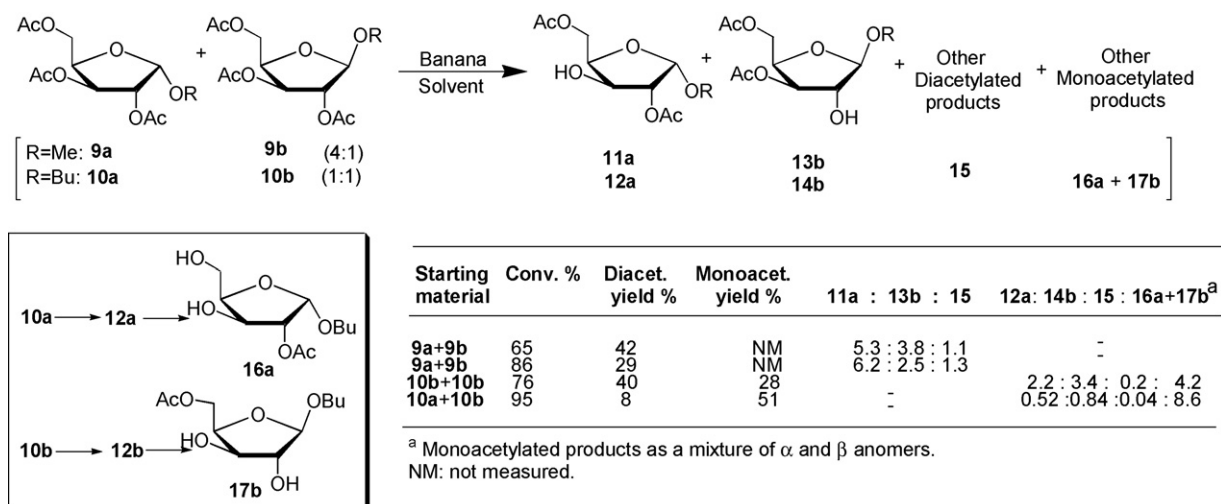 AcO
O
AcO
OR
OAc
+
AcO
O
OR
AcO
OAc
Banana
Solvent
AcO
O
HO
OR
OAc
+
AcO
O
OR
AcO
OH
+
Other
Diacetylated
products
+
Other
Monoacetylated
products
R=Me: 9a 9b (4:1)
R=Bu: 10a 10b (1:1)
11a 13b
12a 14b 15 16a + 17b
HO
O
HO
OBu
OAc
10a 12a
16a
AcO
O
OBu
HO
OH
10b 12b
17b
Starting material Conv. % Diacet. yield % Monoacet. yield % 11a : 13b : 15 12a: 14b : 15 : 16a+17b a
9a+9b 65 42 NM 5.3 : 3.8 : 1.1 -
9a+9b 86 29 NM 6.2 : 2.5 : 1.3 -
10b+10b 76 40 28 - 2.2 : 3.4 : 0.2 : 4.2
10a+10b 95 8 51 - 0.52 :0.84 :0.04 : 8.6
a Monoacetylated products as a mixture of α and β anomers.
NM: not measured.